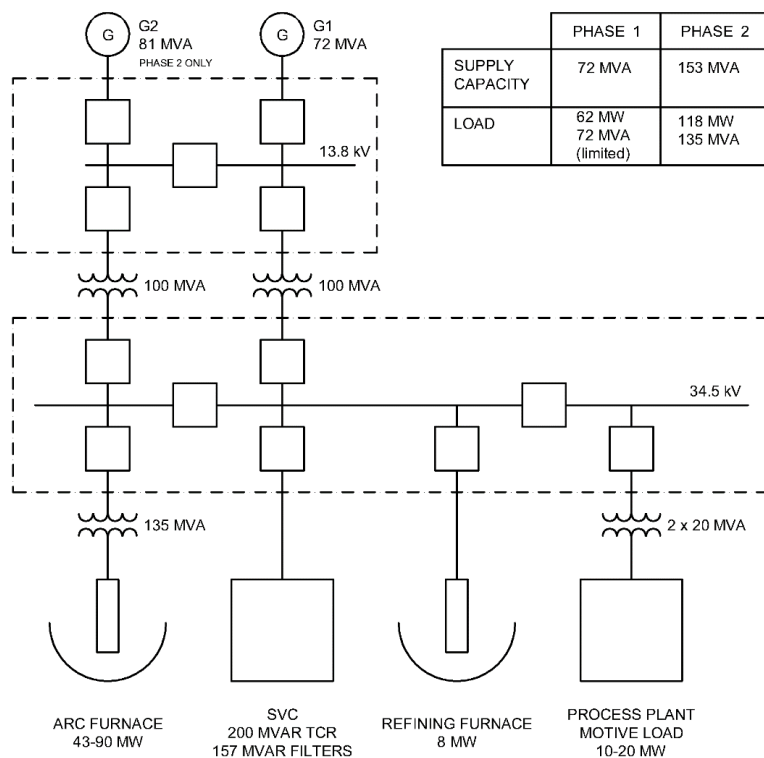 G
G2
81 MVA
PHASE 2 ONLY
G
G1
72 MVA
PHASE 1
PHASE 2
SUPPLY
CAPACITY
72 MVA
153 MVA
LOAD
62 MW
72 MVA
(limited)
118 MW
135 MVA
13.8 kV
100 MVA
100 MVA
34.5 kV
135 MVA
2 x 20 MVA
ARC FURNACE
43-90 MW
SVC
200 MVAR TCR
157 MVAR FILTERS
REFINING FURNACE
8 MW
PROCESS PLANT
MOTIVE LOAD
10-20 MW